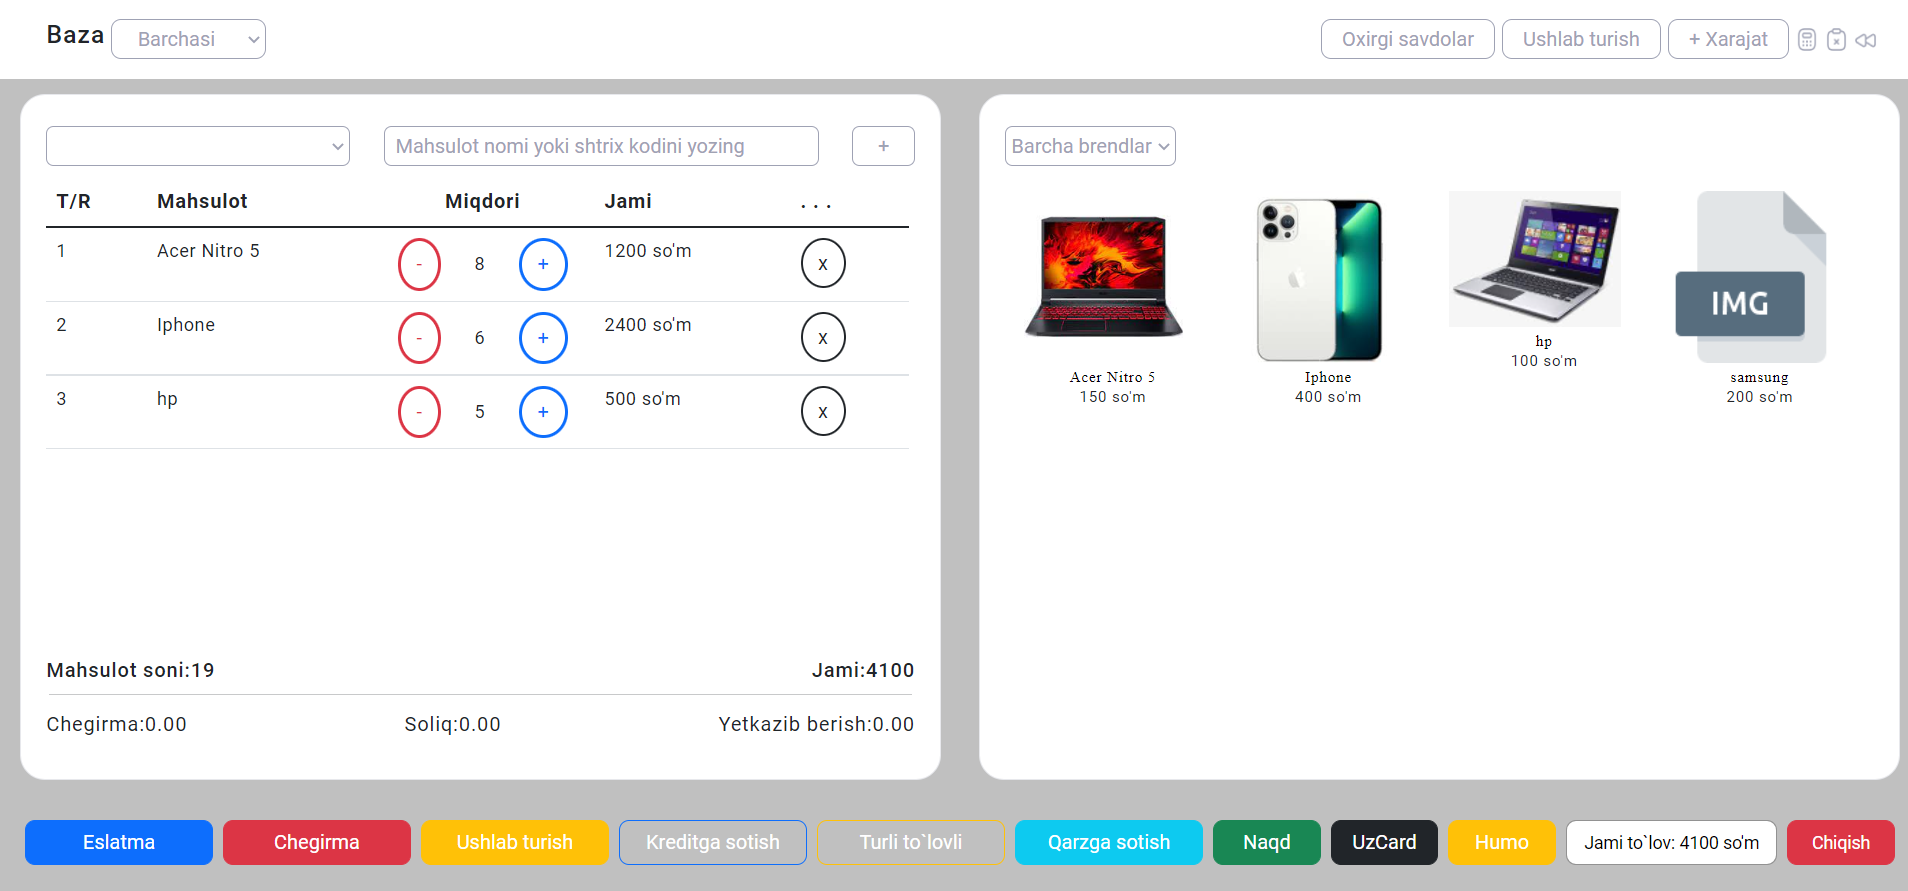 Baza
Barchasi
Oxirgi savdolar
Ushlab turish
+ Xarajat
Mahsulot nomi yoki shtrix kodini yozing
+
T/R Mahsulot Miqdori Jami . . .
1 Acer Nitro 5 - 8 + 1200 so'm x
2 Iphone - 6 + 2400 so'm x
3 hp - 5 + 500 so'm x
Mahsulot soni:19
Jami:4100
Chegirma:0.00
Soliq:0.00
Yetkazib berish:0.00
Barcha brendlar
Acer Nitro 5
150 so'm
Iphone
400 so'm
hp
100 so'm
IMG
samsung
200 so'm
Eslatma
Chegirma
Ushlab turish
Kreditga sotish
Turli to`lovli
Qarzga sotish
Naqd
UzCard
Humo
Jami to`lov: 4100 so'm
Chiqish